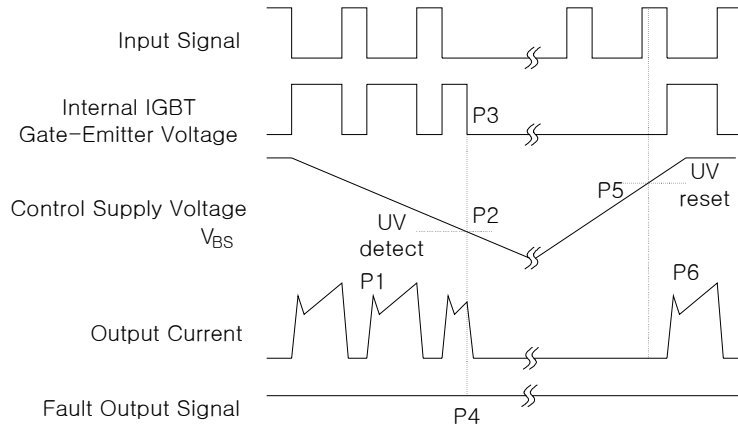 Input Signal
Internal IGBT
Gate-Emitter Voltage
P3
Control Supply Voltage
V_BS
UV
detect
P2
P5
UV
reset
P1
P6
Output Current
Fault Output Signal
P4